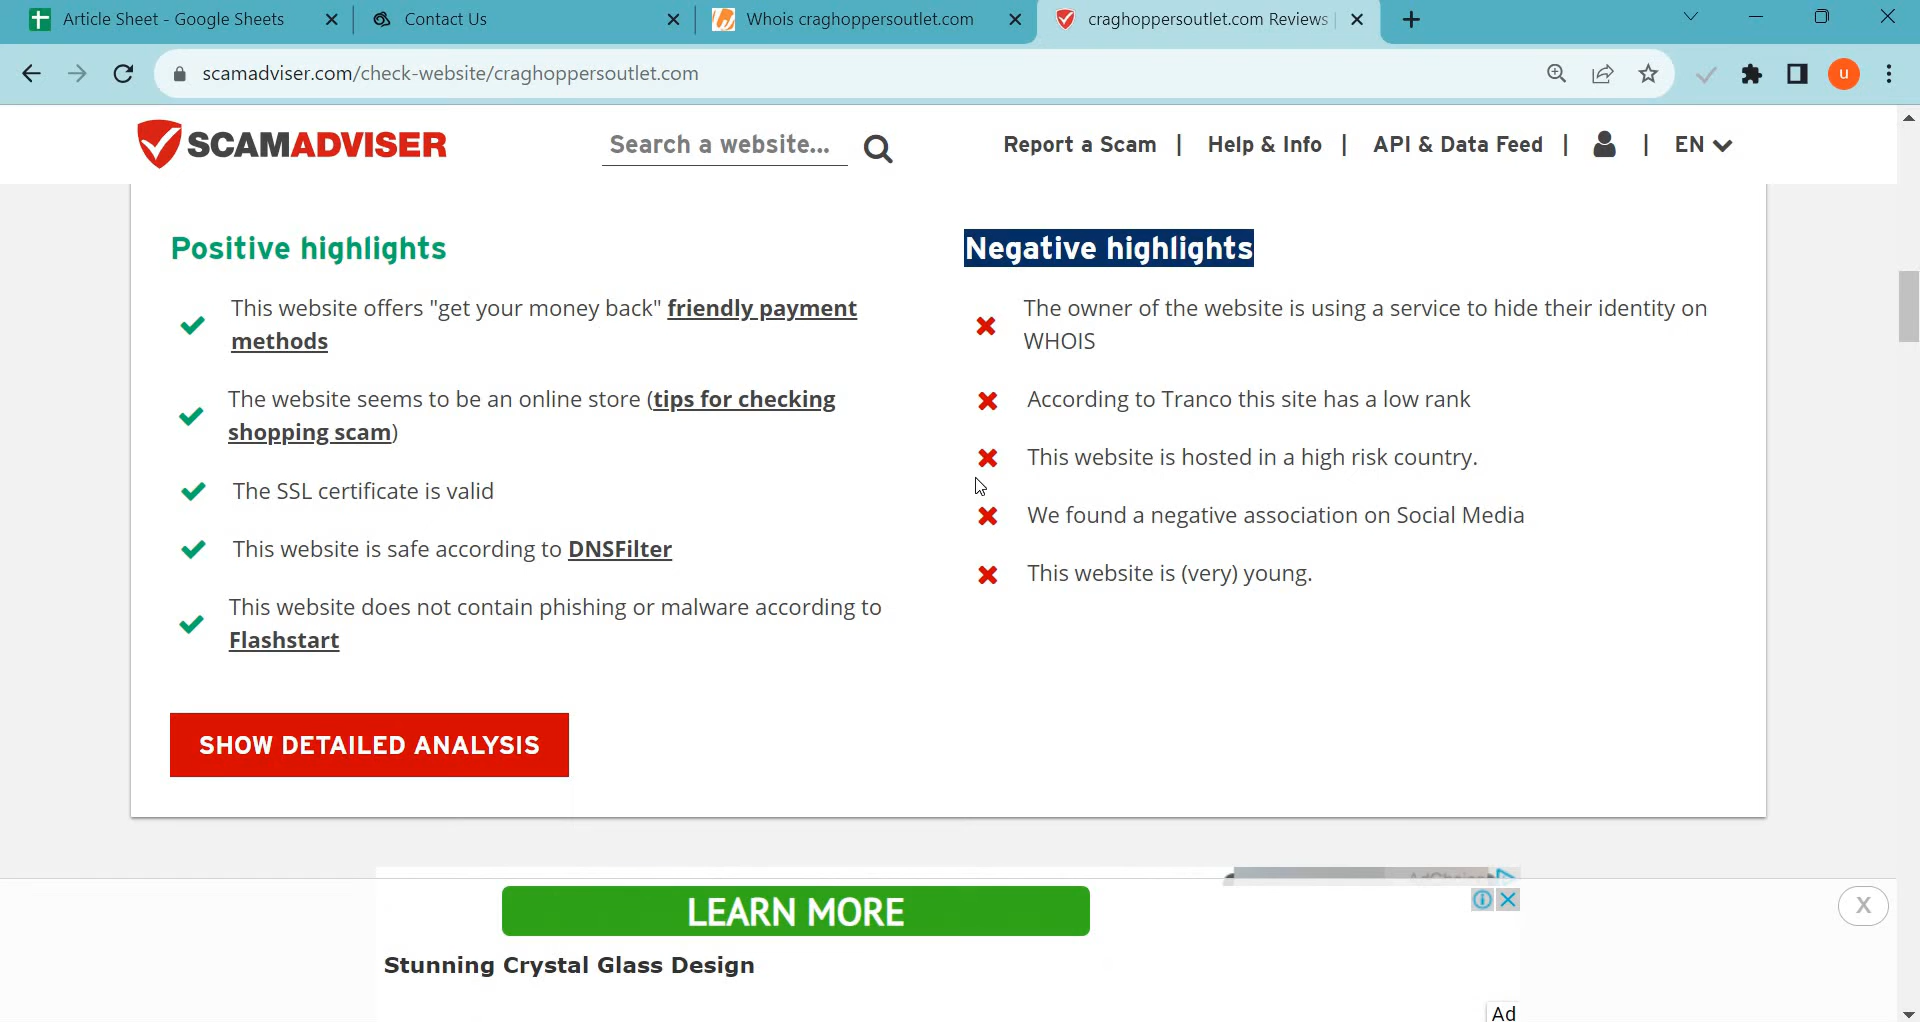 Article Sheet - Google Sheets
Contact Us
Whois craghoppersoutlet.com
craghoppersoutlet.com Reviews
scamadviser.com/check-website/craghoppersoutlet.com
u
SCAMADVISER
Search a website...
Report a Scam | Help & Info | API & Data Feed | | EN
Positive highlights
This website offers "get your money back" friendly payment
methods
The website seems to be an online store (tips for checking
shopping scam)
The SSL certificate is valid
This website is safe according to DNSFilter
This website does not contain phishing or malware according to
Flashstart
SHOW DETAILED ANALYSIS
Negative highlights
The owner of the website is using a service to hide their identity on
WHOIS
According to Tranco this site has a low rank
This website is hosted in a high risk country.
We found a negative association on Social Media
This website is (very) young.
LEARN MORE
X
Stunning Crystal Glass Design
Ad